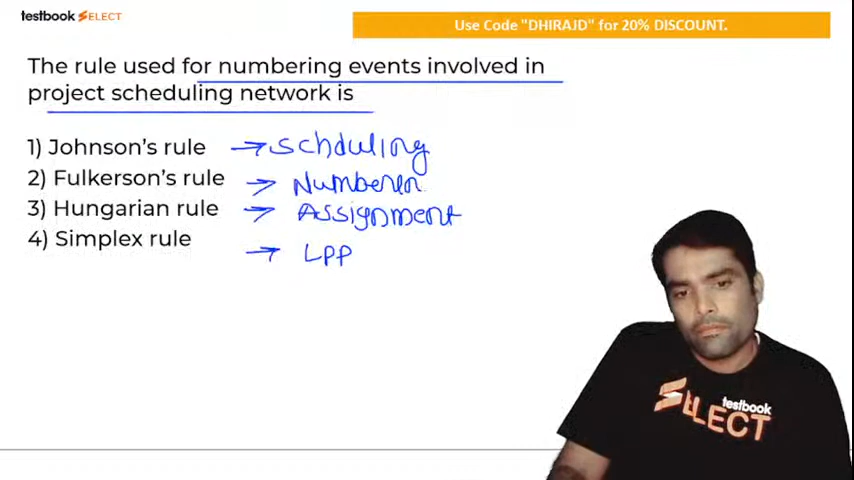 testbook SELECT
Use Code "DHIRAJD" for 20% DISCOUNT.
The rule used for numbering events involved in
project scheduling network is
1) Johnson's rule → Schduling
2) Fulkerson's rule → Numberin
3) Hungarian rule → Assignment
4) Simplex rule → LPP
testbook
SELECT